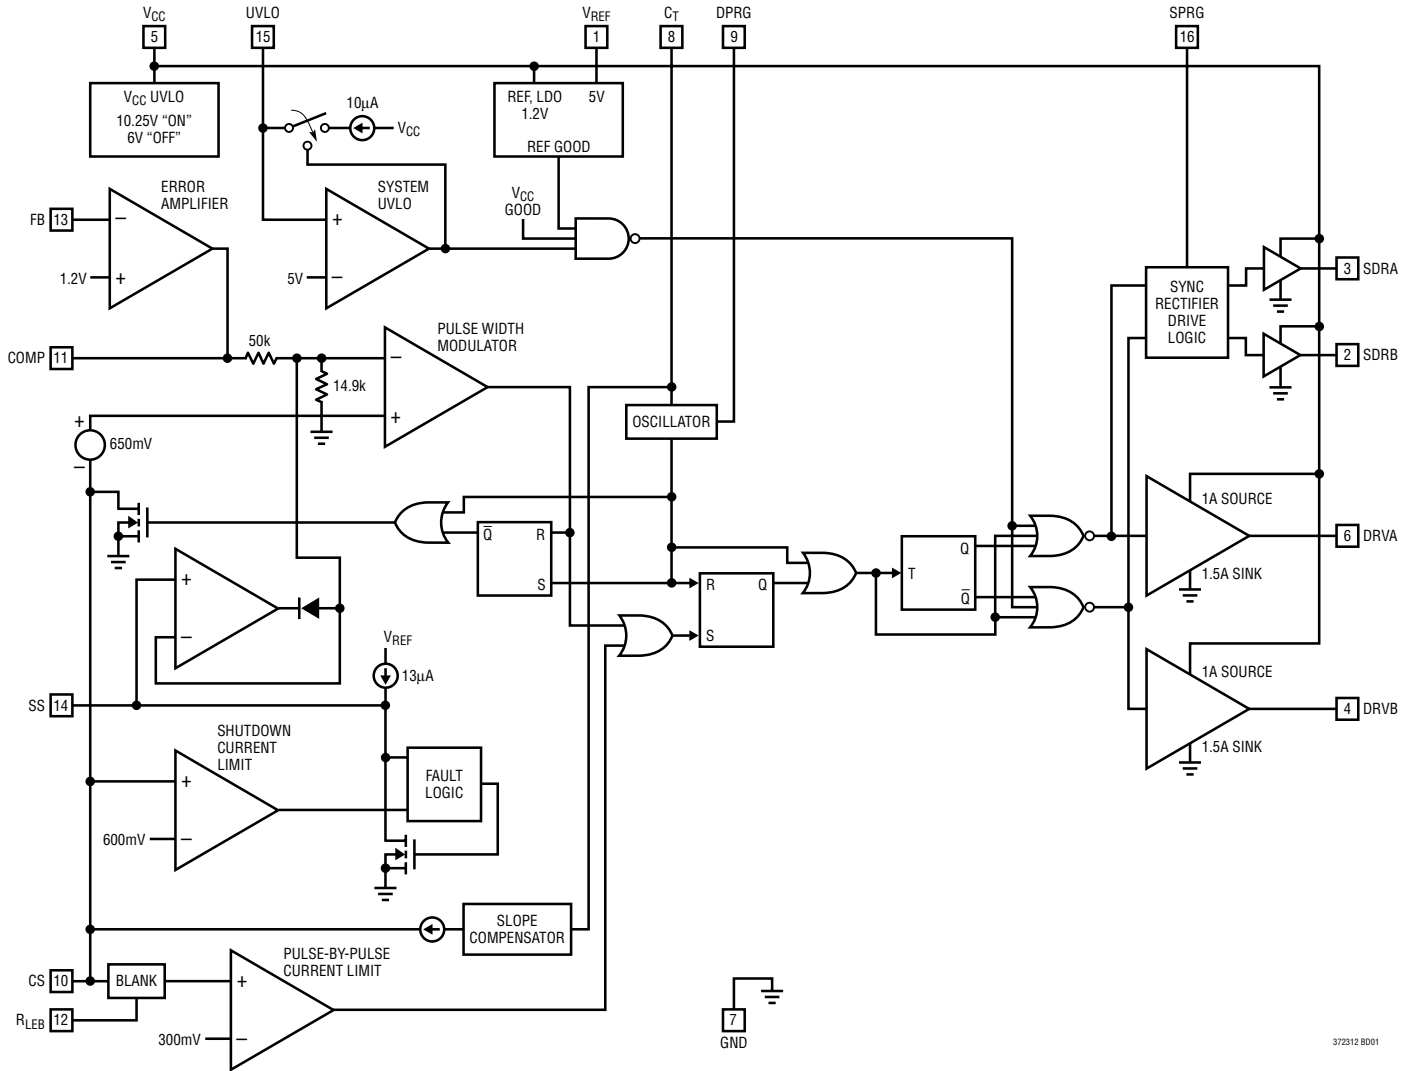 VCC
UVLO
VREF
CT
DPRG
SPRG
5
15
1
8
9
16
VCC UVLO
10.25V “ON”
6V “OFF”
10µA
VCC
REF, LDO
1.2V
5V
REF GOOD
ERROR
AMPLIFIER
SYSTEM
UVLO
VCC
GOOD
FB 13
–
+
1.2V
+
–
5V
SYNC
RECTIFIER
DRIVE
LOGIC
3 SDRA
2 SDRB
PULSE WIDTH
MODULATOR
COMP 11
50k
14.9k
–
+
OSCILLATOR
+
–
650mV
Q
R
S
R
Q
S
T
Q
Q
1A SOURCE
1.5A SINK
6 DRVA
+
–
VREF
13µA
SS 14
1A SOURCE
1.5A SINK
4 DRVB
SHUTDOWN
CURRENT
LIMIT
+
–
600mV
FAULT
LOGIC
SLOPE
COMPENSATOR
PULSE-BY-PULSE
CURRENT LIMIT
CS 10
BLANK
RLEB 12
+
–
300mV
7
GND
372312 BD01